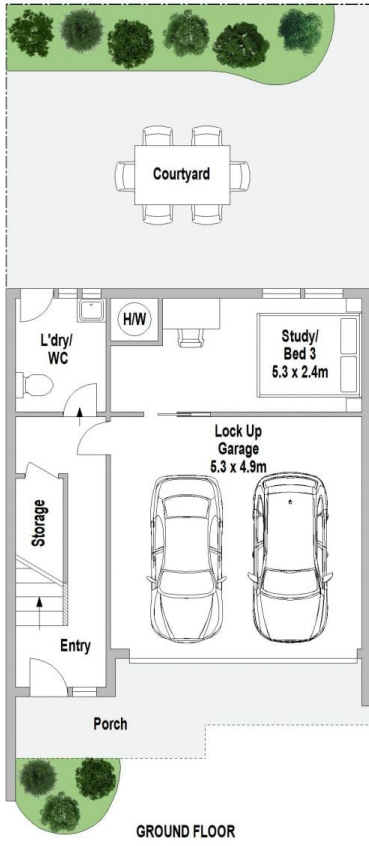 Courtyard
H/W
L'dry/
WC
Study/
Bed 3
5.3 x 2.4m
Lock Up
Garage
5.3 x 4.9m
Storage
Entry
Porch
GROUND FLOOR